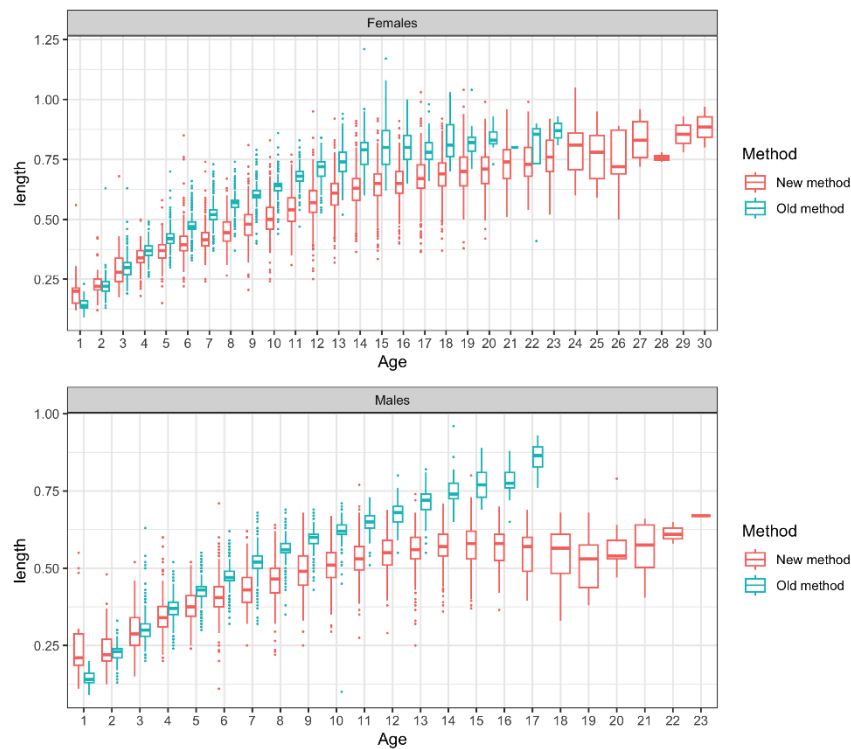 Females
1.25
1.00
0.75
0.50
0.25
length
1 2 3 4 5 6 7 8 9 10 11 12 13 14 15 16 17 18 19 20 21 22 23 24 25 26 27 28 29 30
Age
Method
New method
Old method
Males
1.00
0.75
0.50
0.25
length
1 2 3 4 5 6 7 8 9 10 11 12 13 14 15 16 17 18 19 20 21 22 23
Age
Method
New method
Old method